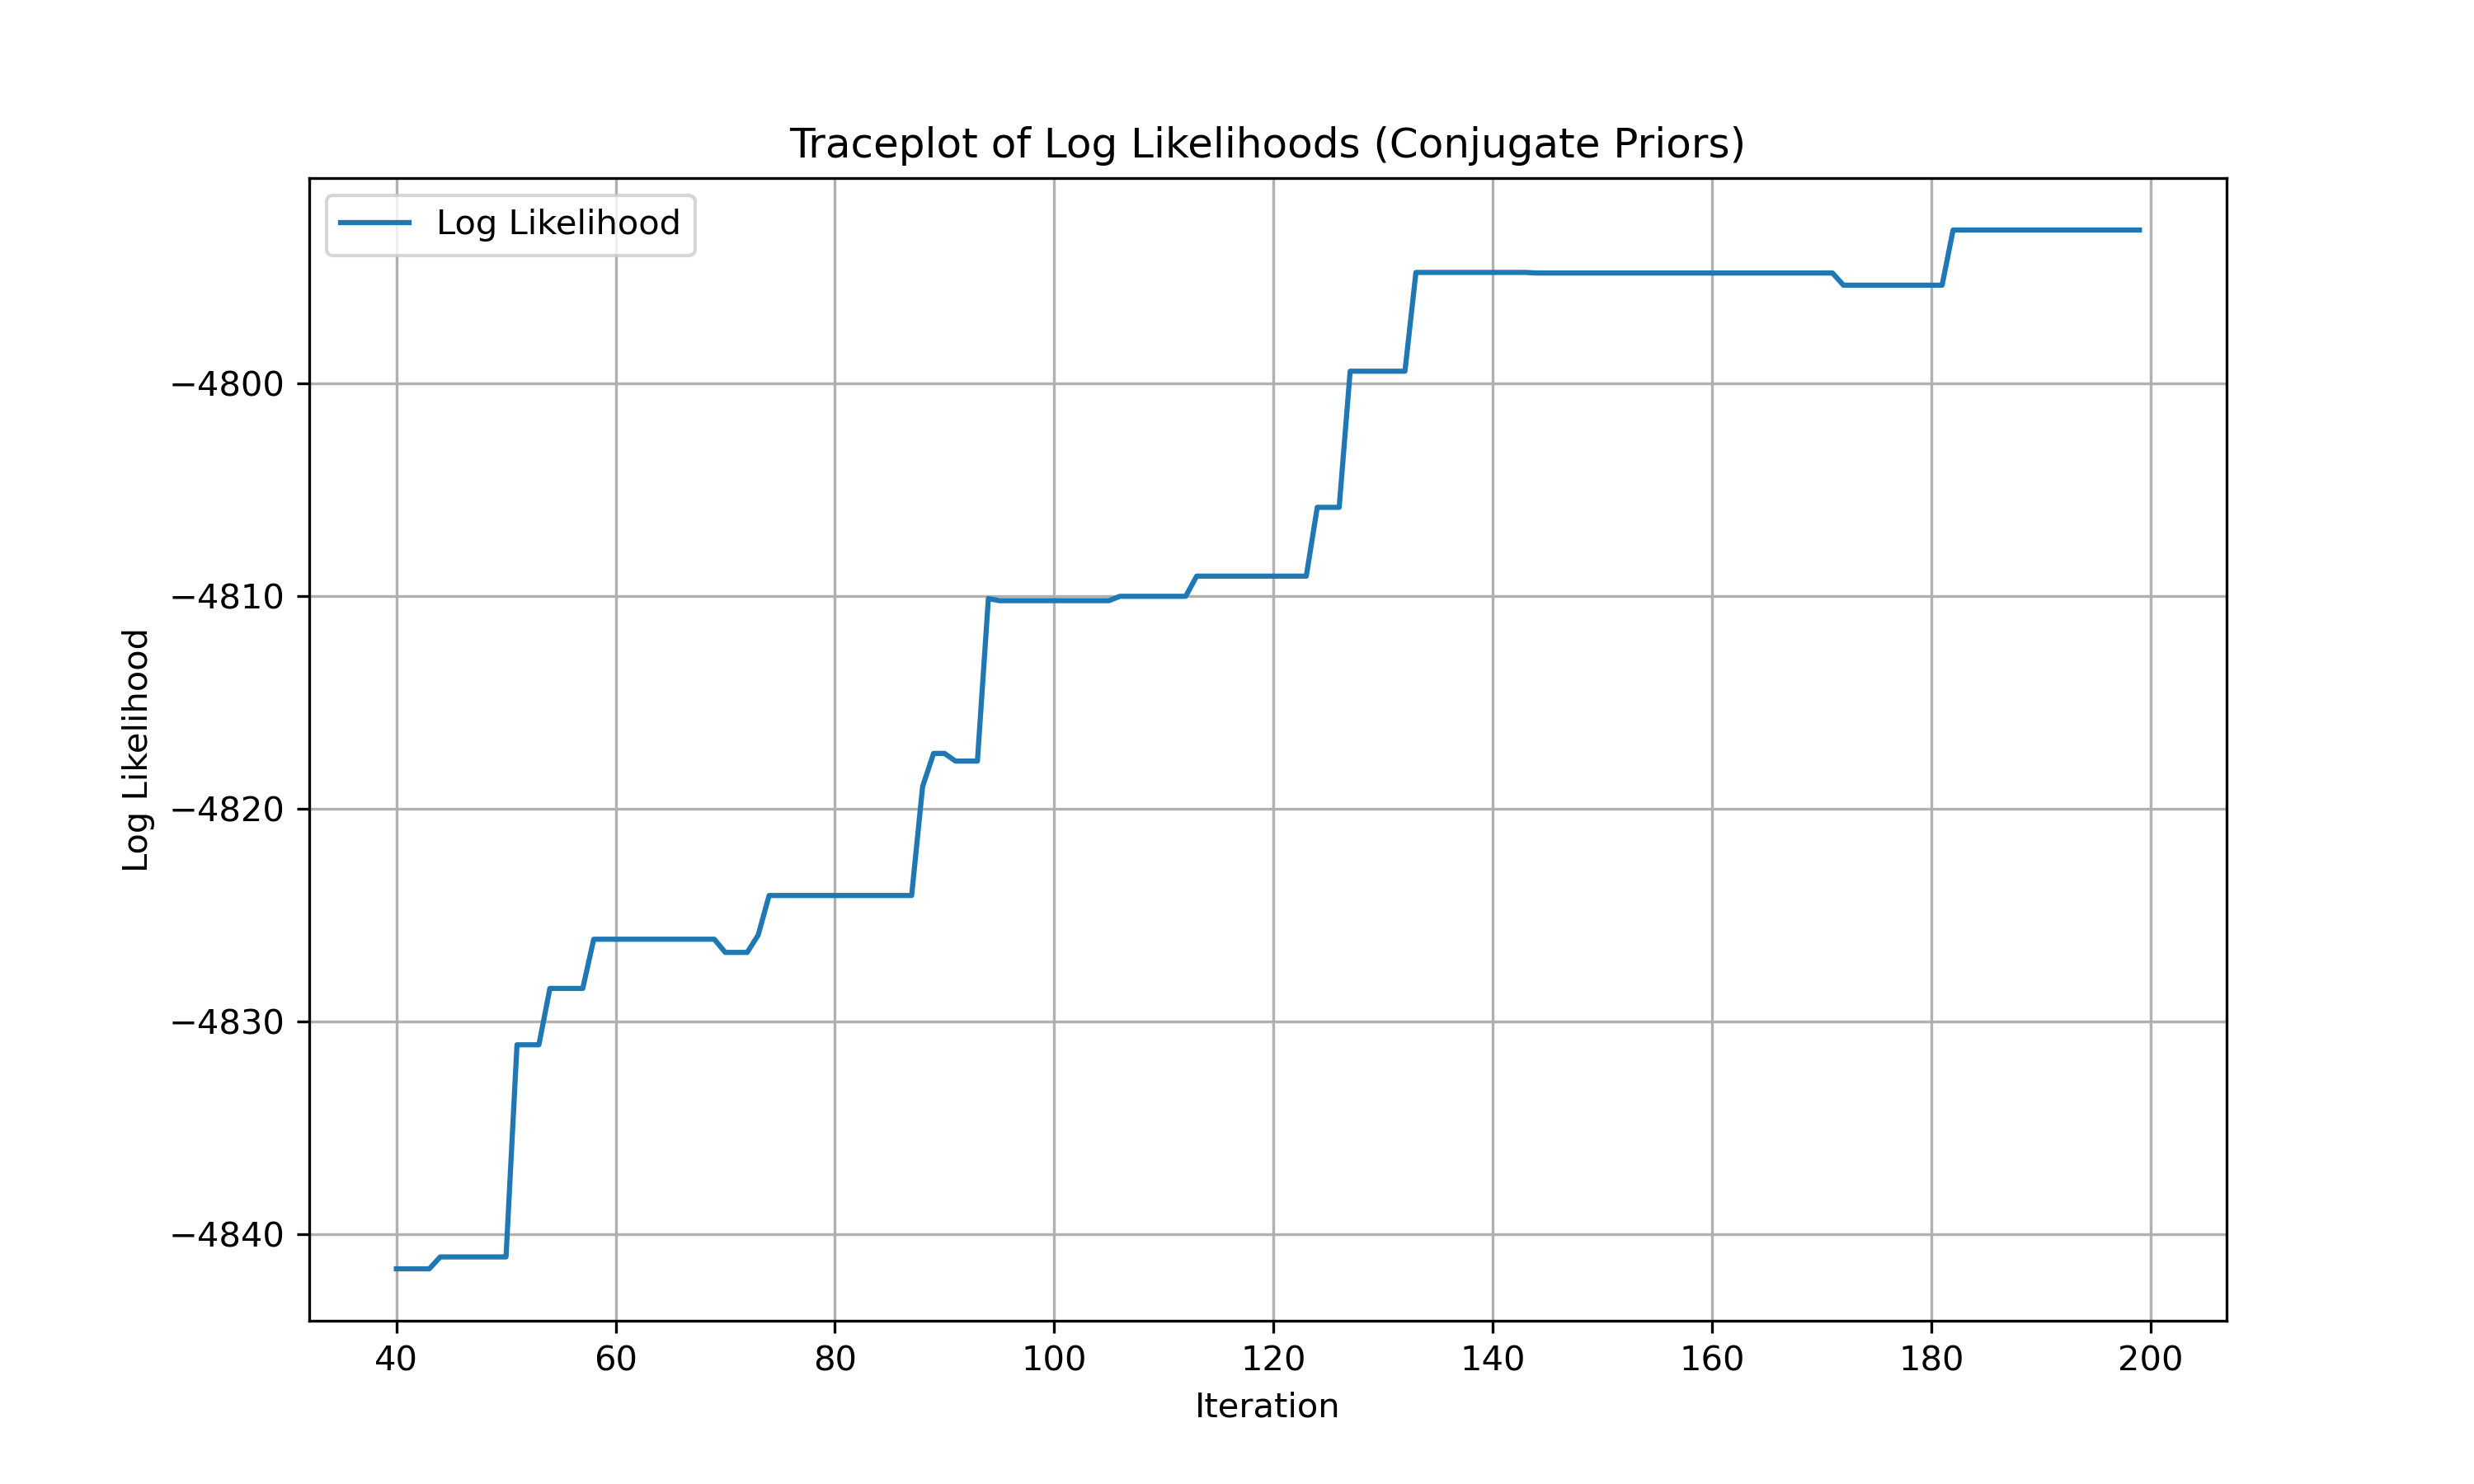 Traceplot of Log Likelihoods (Conjugate Priors)
Log Likelihood
−4800
−4810
−4820
−4830
−4840
Log Likelihood
40 60 80 100 120 140 160 180 200
Iteration